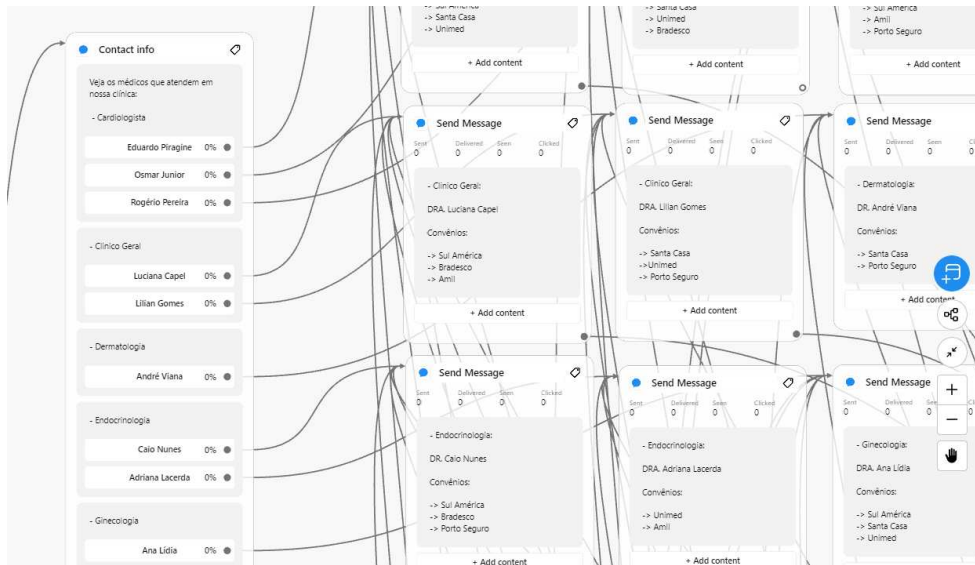 Contact info
Veja os médicos que atendem em
nossa clínica:
- Cardiologista
Eduardo Piragine 0%
Osmar Junior 0%
Rogério Pereira 0%
- Clinico Geral
Luciana Capel 0%
Lilian Gomes 0%
- Dermatologia
André Viana 0%
- Endocrinologia
Caio Nunes 0%
Adriana Lacerda 0%
- Ginecologia
Ana Lídia 0%
-> Sul América
-> Santa Casa
-> Unimed
+ Add content
-> Santa Casa
-> Unimed
-> Bradesco
+ Add content
-> Sul América
-> Amil
-> Porto Seguro
+ Add content
Send Message
Sent Delivered Seen Clicked
0 0 0 0
- Clinico Geral:
DRA. Luciana Capel
Convênios:
-> Sul América
-> Bradesco
-> Amil
+ Add content
Send Message
Sent Delivered Seen Clicked
0 0 0 0
- Clinico Geral:
DRA. Lilian Gomes
Convênios:
-> Santa Casa
->Unimed
-> Porto Seguro
+ Add content
Send Message
Sent Delivered Seen
0 0 0
- Dermatologia:
DR. André Viana
Convênios:
-> Santa Casa
-> Porto Seguro
+ Add content
Send Message
Sent Delivered Seen Clicked
0 0 0 0
- Endocrinologia:
DR. Caio Nunes
Convênios:
-> Sul América
-> Bradesco
-> Porto Seguro
+ Add content
Send Message
Sent Delivered Seen Clicked
0 0 0 0
- Endocrinologia:
DRA. Adriana Lacerda
Convênios:
-> Unimed
-> Amil
+ Add content
Send Message
Sent Delivered
0 0 0
- Ginecologia:
DRA. Ana Lídia
Convênios:
-> Sul América
-> Santa Casa
-> Unimed